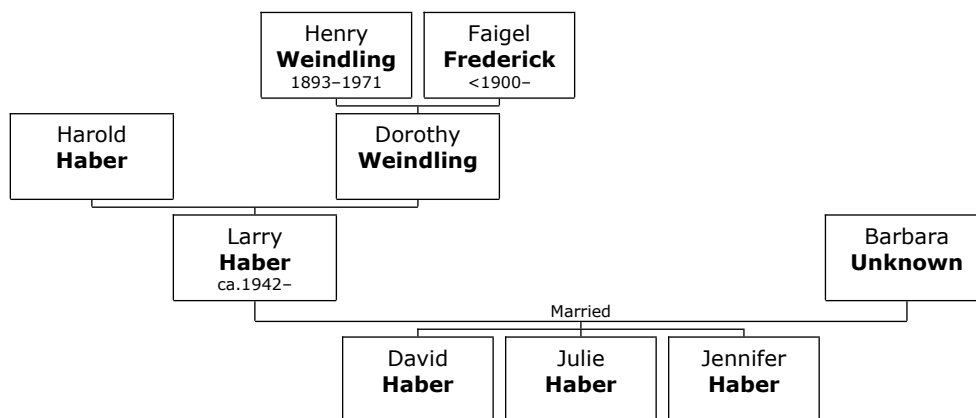 Henry
Weindling
1893–1971
Faigel
Frederick
<1900–
Harold
Haber
Dorothy
Weindling
Larry
Haber
ca.1942–
Barbara
Unknown
Married
David
Haber
Julie
Haber
Jennifer
Haber